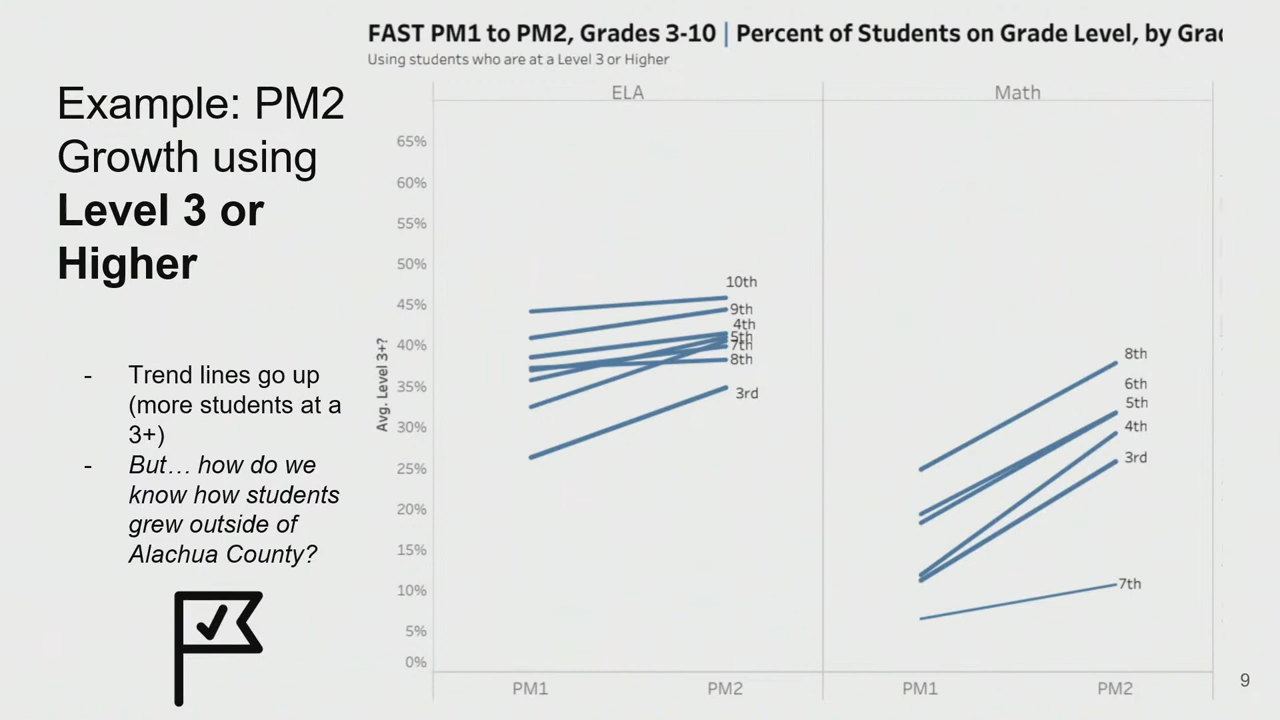 FAST PM1 to PM2, Grades 3-10 | Percent of Students on Grade Level, by
Using students who are at a Level 3 or Higher
Example: PM2
Growth using
Level 3 or
Higher
- Trend lines go up
(more students at a
3+)
- But… how do we
know how students
grew outside of
Alachua County?
ELA
Math
Avg. Level 3+?
65%
60%
55%
50%
45%
40%
35%
30%
25%
20%
15%
10%
5%
0%
10th
9th
4th
5th
7th
8th
3rd
8th
6th
5th
4th
3rd
7th
PM1
PM2
PM1
PM2
9